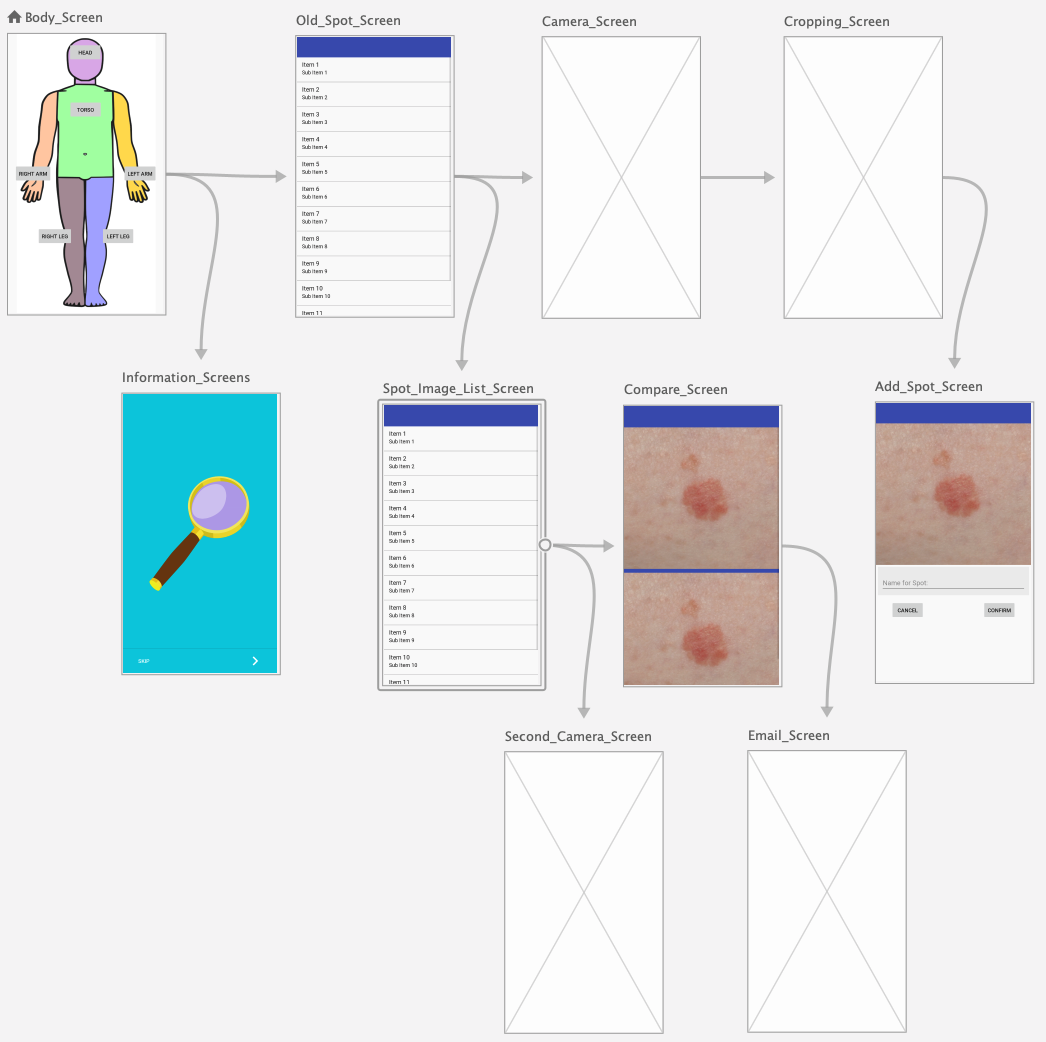 Body_Screen
HEAD
TORSO
RIGHT ARM
LEFT ARM
RIGHT LEG
LEFT LEG
Old_Spot_Screen
Item 1
Sub Item 1
Item 2
Sub Item 2
Item 3
Sub Item 3
Item 4
Sub Item 4
Item 5
Sub Item 5
Item 6
Sub Item 6
Item 7
Sub Item 7
Item 8
Sub Item 8
Item 9
Sub Item 9
Item 10
Sub Item 10
Item 11
Camera_Screen
Cropping_Screen
Information_Screens
SKIP
Spot_Image_List_Screen
Item 1
Sub Item 1
Item 2
Sub Item 2
Item 3
Sub Item 3
Item 4
Sub Item 4
Item 5
Sub Item 5
Item 6
Sub Item 6
Item 7
Sub Item 7
Item 8
Sub Item 8
Item 9
Sub Item 9
Item 10
Sub Item 10
Item 11
Compare_Screen
Add_Spot_Screen
Name for Spot:
CANCEL
CONFIRM
Second_Camera_Screen
Email_Screen